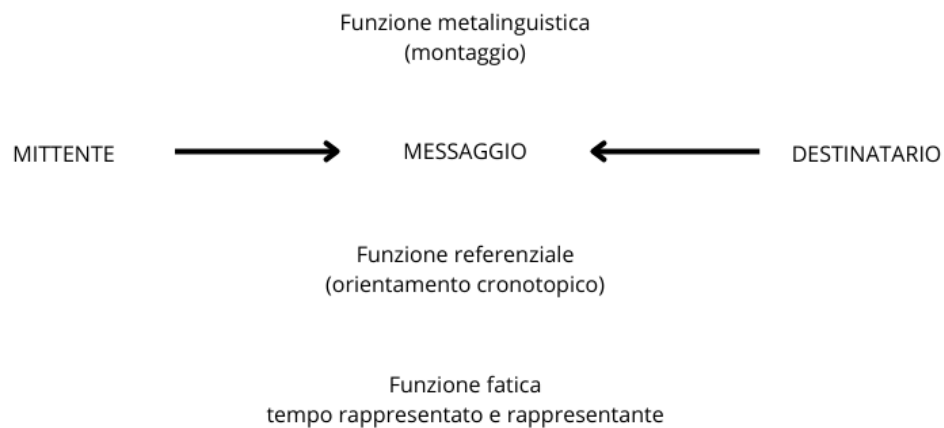 Funzione metalinguistica
(montaggio)
MITTENTE MESSAGGIO DESTINATARIO
Funzione referenziale
(orientamento cronotopico)
Funzione fatica
tempo rappresentato e rappresentante